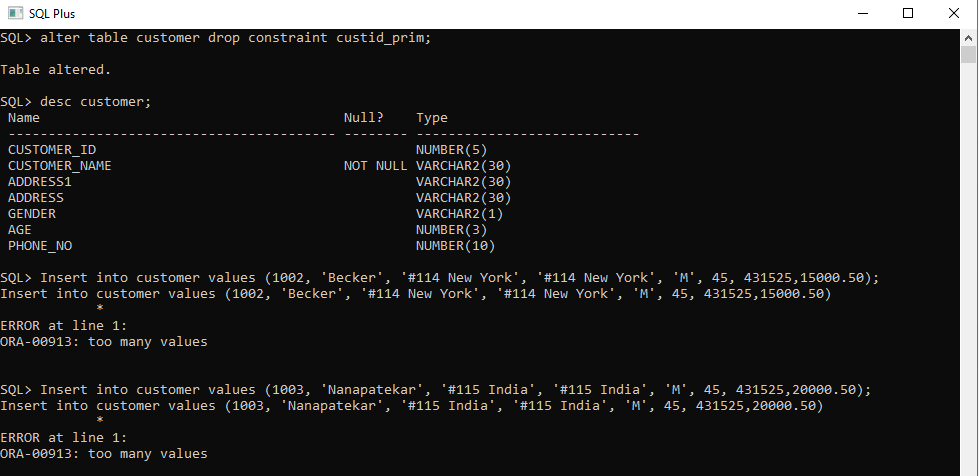 SQL Plus
SQL> alter table customer drop constraint custid_prim;
Table altered.
SQL> desc customer;
Name Null? Type
----------------------------------------- -------- ----------------------------
CUSTOMER_ID NUMBER(5)
CUSTOMER_NAME NOT NULL VARCHAR2(30)
ADDRESS1 VARCHAR2(30)
ADDRESS VARCHAR2(30)
GENDER VARCHAR2(1)
AGE NUMBER(3)
PHONE_NO NUMBER(10)
SQL> Insert into customer values (1002, 'Becker', '#114 New York', '#114 New York', 'M', 45, 431525,15000.50);
Insert into customer values (1002, 'Becker', '#114 New York', '#114 New York', 'M', 45, 431525,15000.50)
*
ERROR at line 1:
ORA-00913: too many values
SQL> Insert into customer values (1003, 'Nanapatekar', '#115 India', '#115 India', 'M', 45, 431525,20000.50);
Insert into customer values (1003, 'Nanapatekar', '#115 India', '#115 India', 'M', 45, 431525,20000.50)
*
ERROR at line 1:
ORA-00913: too many values